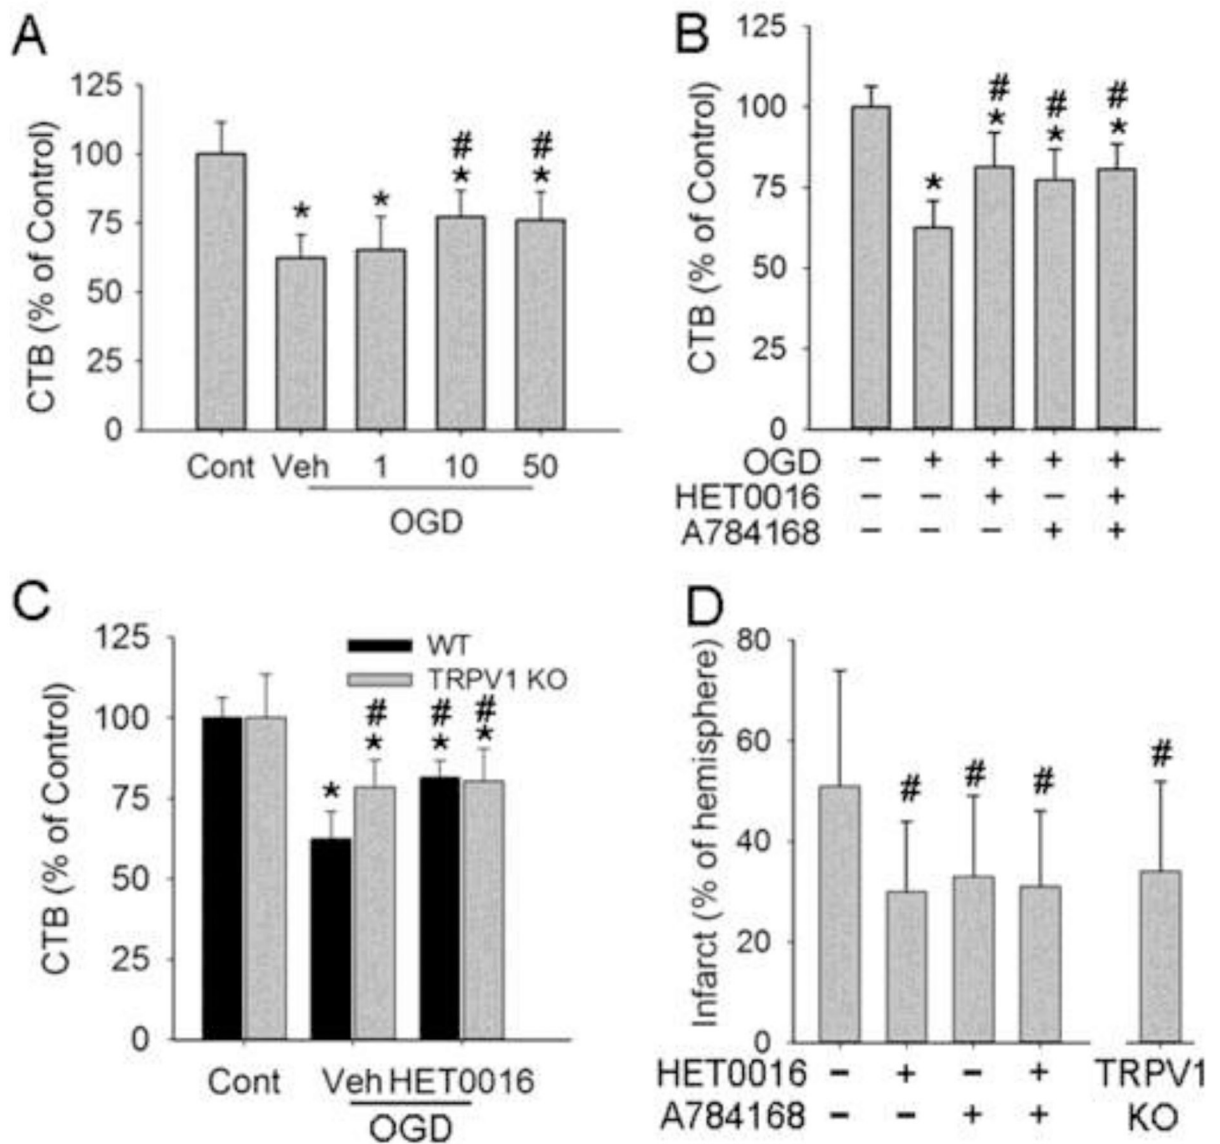 A
CTB (% of Control)
125
100
75
50
25
0
* * # * # *
Cont Veh 1 10 50
OGD
B
CTB (% of Control)
125
100
75
50
25
0
* # * # * # *
OGD − + + + +
HET0016 − − + − +
A784168 − − − + +
C
CTB (% of Control)
125
100
75
50
25
0
WT
TRPV1 KO
* # * # * # *
Cont Veh HET0016
OGD
D
Infarct (% of hemisphere)
80
60
40
20
0
# # # #
HET0016 - + - + TRPV1
A784168 - - + + KO